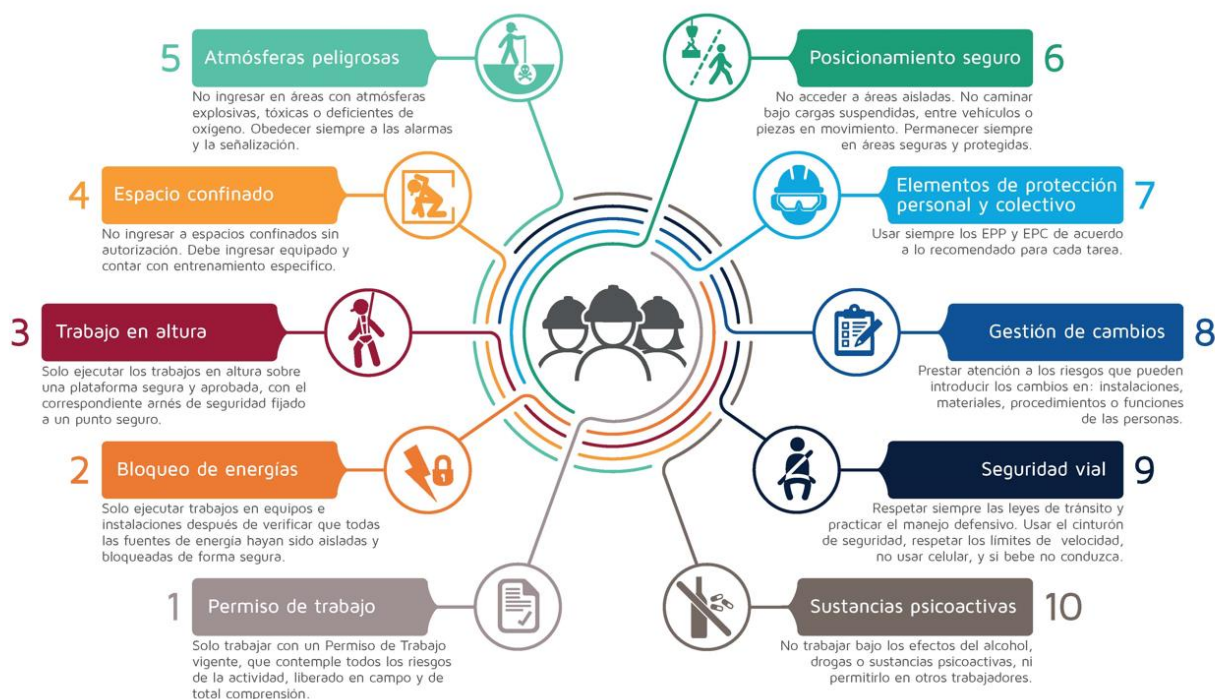 5
Atmósferas peligrosas
No ingresar en áreas con atmósferas
explosivas, tóxicas o deficientes de
oxígeno. Obedecer siempre a las alarmas
y la señalización.
Posicionamiento seguro
6
No acceder a áreas aisladas. No caminar
bajo cargas suspendidas, entre vehículos o
piezas en movimiento. Permanecer siempre
en áreas seguras y protegidas.
4
Espacio confinado
No ingresar a espacios confinados sin
autorización. Debe ingresar equipado y
contar con entrenamiento específico.
Elementos de protección
personal y colectivo
7
Usar siempre los EPP y EPC de acuerdo
a lo recomendado para cada tarea.
3
Trabajo en altura
Solo ejecutar los trabajos en altura sobre
una plataforma segura y aprobada, con el
correspondiente arnés de seguridad fijado
a un punto seguro.
Gestión de cambios
8
Prestar atención a los riesgos que pueden
introducir los cambios en: instalaciones,
materiales, procedimientos o funciones
de las personas.
2
Bloqueo de energías
1
Solo ejecutar trabajos en equipos e
instalaciones después de verificar que todas
las fuentes de energía hayan sido aisladas y
bloqueadas de forma segura.
Seguridad vial
9
Respetar siempre las leyes de tránsito y
practicar el manejo defensivo. Usar el cinturón
de seguridad, respetar los límites de velocidad,
no usar celular, y si bebe no conduzca.
1
Permiso de trabajo
Solo trabajar con un Permiso de Trabajo
vigente, que contemple todos los riesgos
de la actividad, liberado en campo y de
total comprensión.
Sustancias psicoactivas
10
No trabajar bajo los efectos del alcohol,
drogas o sustancias psicoactivas, ni
permitirlo en otros trabajadores.